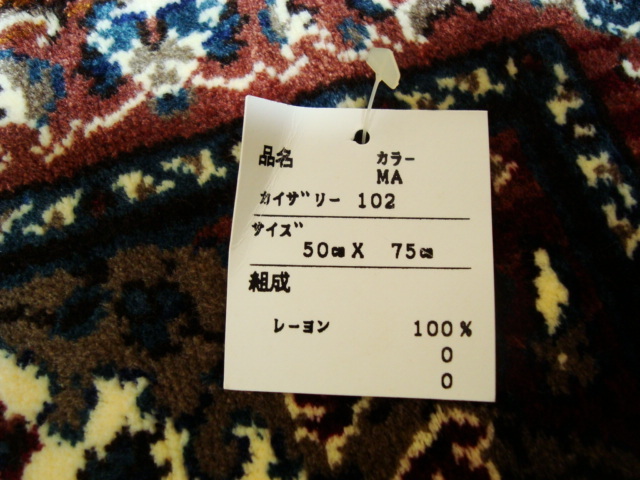 品名 カラー
MA
カイザリー 102
サイズ
50㎝ X 75㎝
組成
レーヨン 100%
0
0